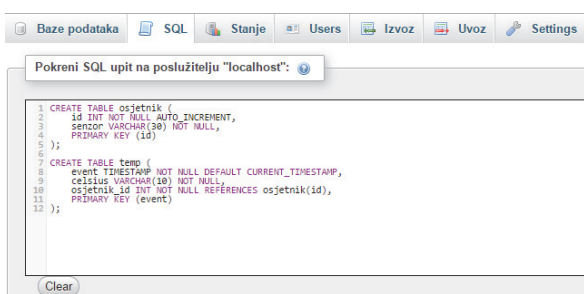 Baze podataka SQL Stanje Users Izvoz Uvoz Settings
Pokreni SQL upit na poslužitelju "localhost":
1 CREATE TABLE osjetnik (
2 id INT NOT NULL AUTO_INCREMENT,
3 senzor VARCHAR(30) NOT NULL,
4 PRIMARY KEY (id)
5 );
6
7 CREATE TABLE temp (
8 event TIMESTAMP NOT NULL DEFAULT CURRENT_TIMESTAMP,
9 celsius VARCHAR(10) NOT NULL,
10 osjetnik_id INT NOT NULL REFERENCES osjetnik(id),
11 PRIMARY KEY (event)
12 );
Clear